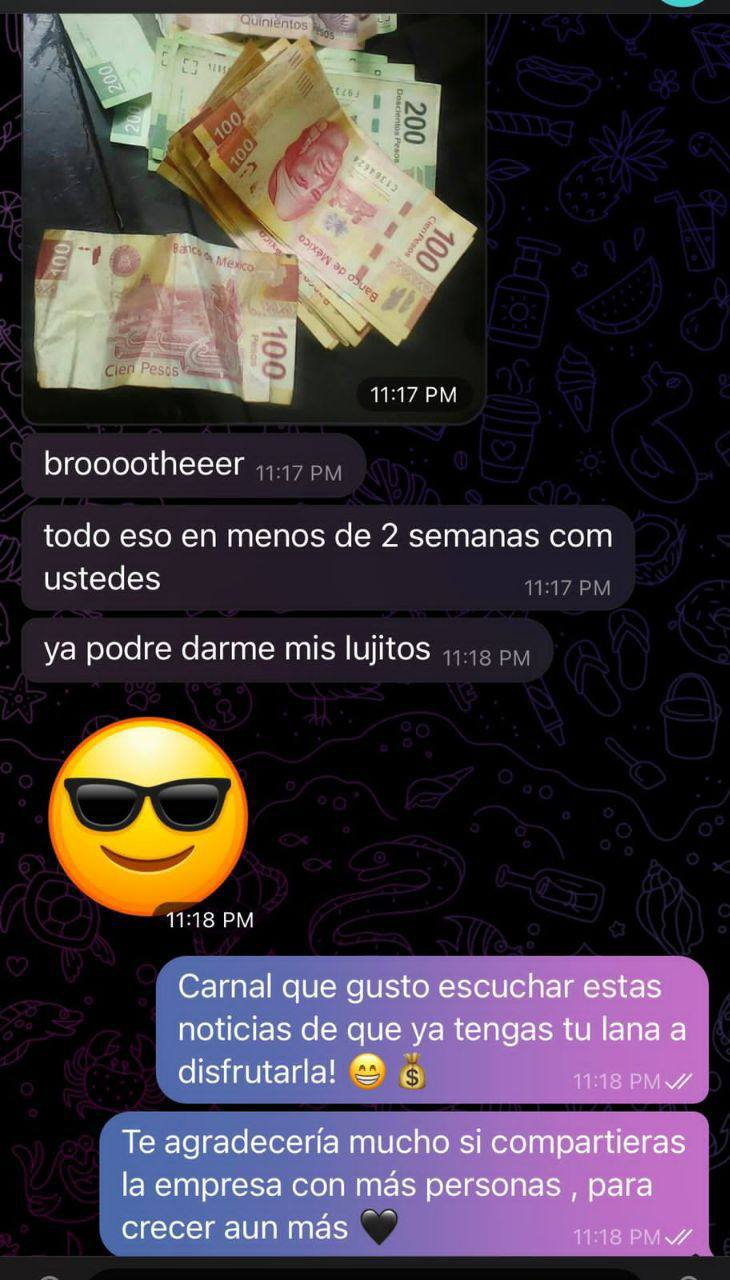 Quinientos Pesos
200
200
200
Doscientos Pesos
100
100
C1364624
100
Cien Pesos
Banco de México
100
Banco de México
100
Pesos
Cien Pesos
11:17 PM
brooootheeer 11:17 PM
todo eso en menos de 2 semanas com
ustedes 11:17 PM
ya podre darme mis lujitos 11:18 PM
11:18 PM
Carnal que gusto escuchar estas
noticias de que ya tengas tu lana a
disfrutarla! 😁 💰 11:18 PM
Te agradecería mucho si compartieras
la empresa con más personas , para
crecer aun más 🖤 11:18 PM